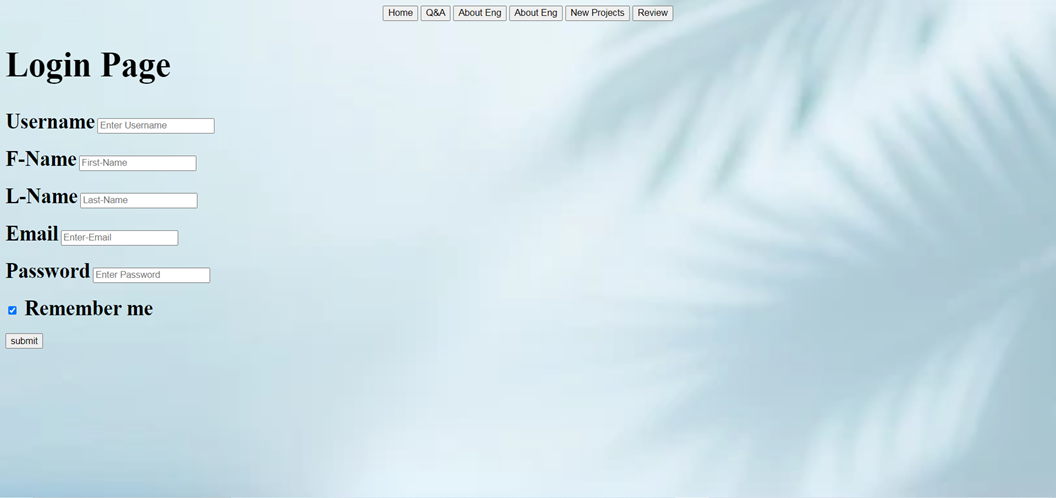 Home Q&A About Eng About Eng New Projects Review
Login Page
Username Enter Username
F-Name First-Name
L-Name Last-Name
Email Enter-Email
Password Enter Password
Remember me
submit